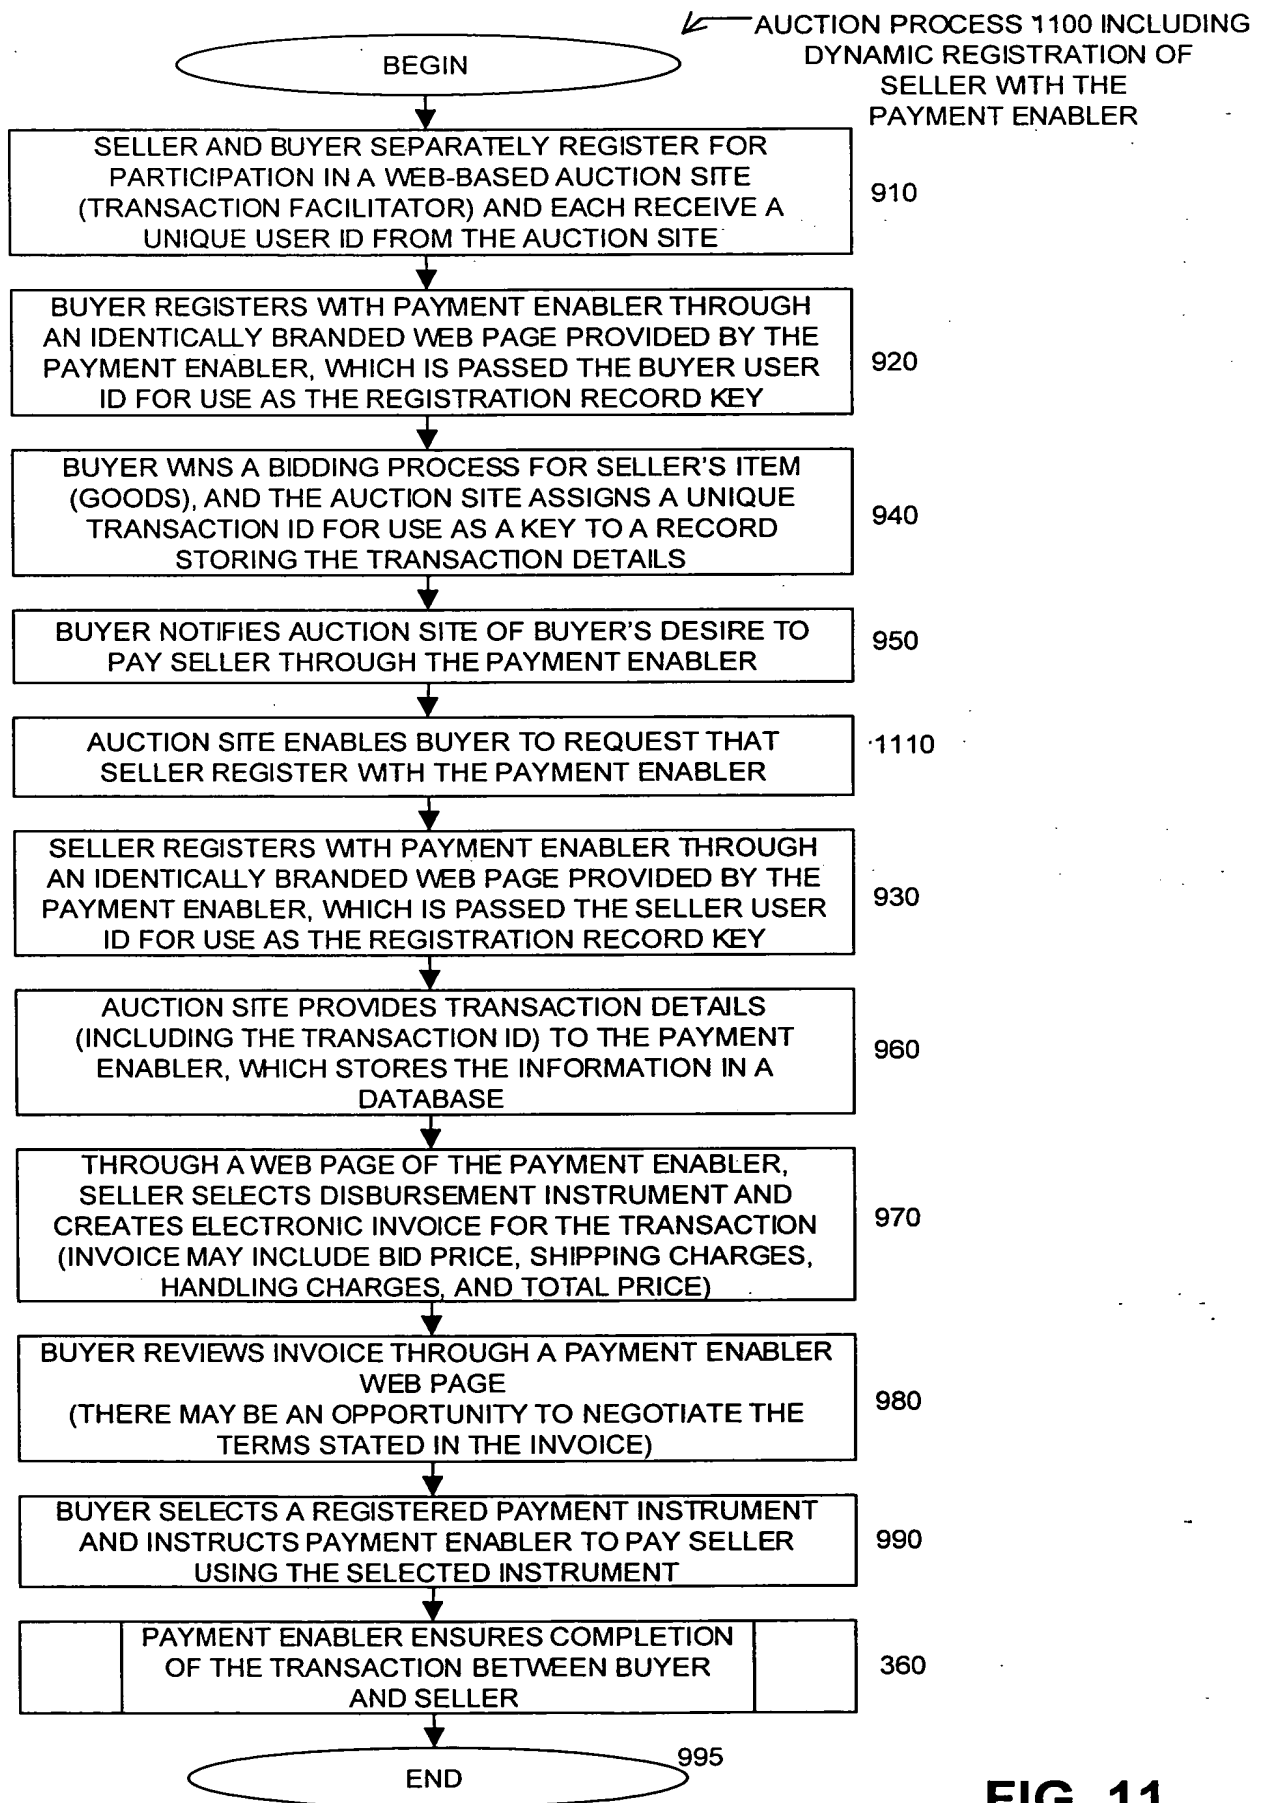 AUCTION PROCESS 1100 INCLUDING
DYNAMIC REGISTRATION OF
SELLER WITH THE
PAYMENT ENABLER
BEGIN
SELLER AND BUYER SEPARATELY REGISTER FOR
PARTICIPATION IN A WEB-BASED AUCTION SITE
(TRANSACTION FACILITATOR) AND EACH RECEIVE A
UNIQUE USER ID FROM THE AUCTION SITE
910
BUYER REGISTERS WITH PAYMENT ENABLER THROUGH
AN IDENTICALLY BRANDED WEB PAGE PROVIDED BY THE
PAYMENT ENABLER, WHICH IS PASSED THE BUYER USER
ID FOR USE AS THE REGISTRATION RECORD KEY
920
BUYER WINS A BIDDING PROCESS FOR SELLER'S ITEM
(GOODS), AND THE AUCTION SITE ASSIGNS A UNIQUE
TRANSACTION ID FOR USE AS A KEY TO A RECORD
STORING THE TRANSACTION DETAILS
940
BUYER NOTIFIES AUCTION SITE OF BUYER'S DESIRE TO
PAY SELLER THROUGH THE PAYMENT ENABLER
950
AUCTION SITE ENABLES BUYER TO REQUEST THAT
SELLER REGISTER WITH THE PAYMENT ENABLER
1110
SELLER REGISTERS WITH PAYMENT ENABLER THROUGH
AN IDENTICALLY BRANDED WEB PAGE PROVIDED BY THE
PAYMENT ENABLER, WHICH IS PASSED THE SELLER USER
ID FOR USE AS THE REGISTRATION RECORD KEY
930
AUCTION SITE PROVIDES TRANSACTION DETAILS
(INCLUDING THE TRANSACTION ID) TO THE PAYMENT
ENABLER, WHICH STORES THE INFORMATION IN A
DATABASE
960
THROUGH A WEB PAGE OF THE PAYMENT ENABLER,
SELLER SELECTS DISBURSEMENT INSTRUMENT AND
CREATES ELECTRONIC INVOICE FOR THE TRANSACTION
(INVOICE MAY INCLUDE BID PRICE, SHIPPING CHARGES,
HANDLING CHARGES, AND TOTAL PRICE)
970
BUYER REVIEWS INVOICE THROUGH A PAYMENT ENABLER
WEB PAGE
(THERE MAY BE AN OPPORTUNITY TO NEGOTIATE THE
TERMS STATED IN THE INVOICE)
980
BUYER SELECTS A REGISTERED PAYMENT INSTRUMENT
AND INSTRUCTS PAYMENT ENABLER TO PAY SELLER
USING THE SELECTED INSTRUMENT
990
PAYMENT ENABLER ENSURES COMPLETION
OF THE TRANSACTION BETWEEN BUYER
AND SELLER
360
END
995
FIG. 11